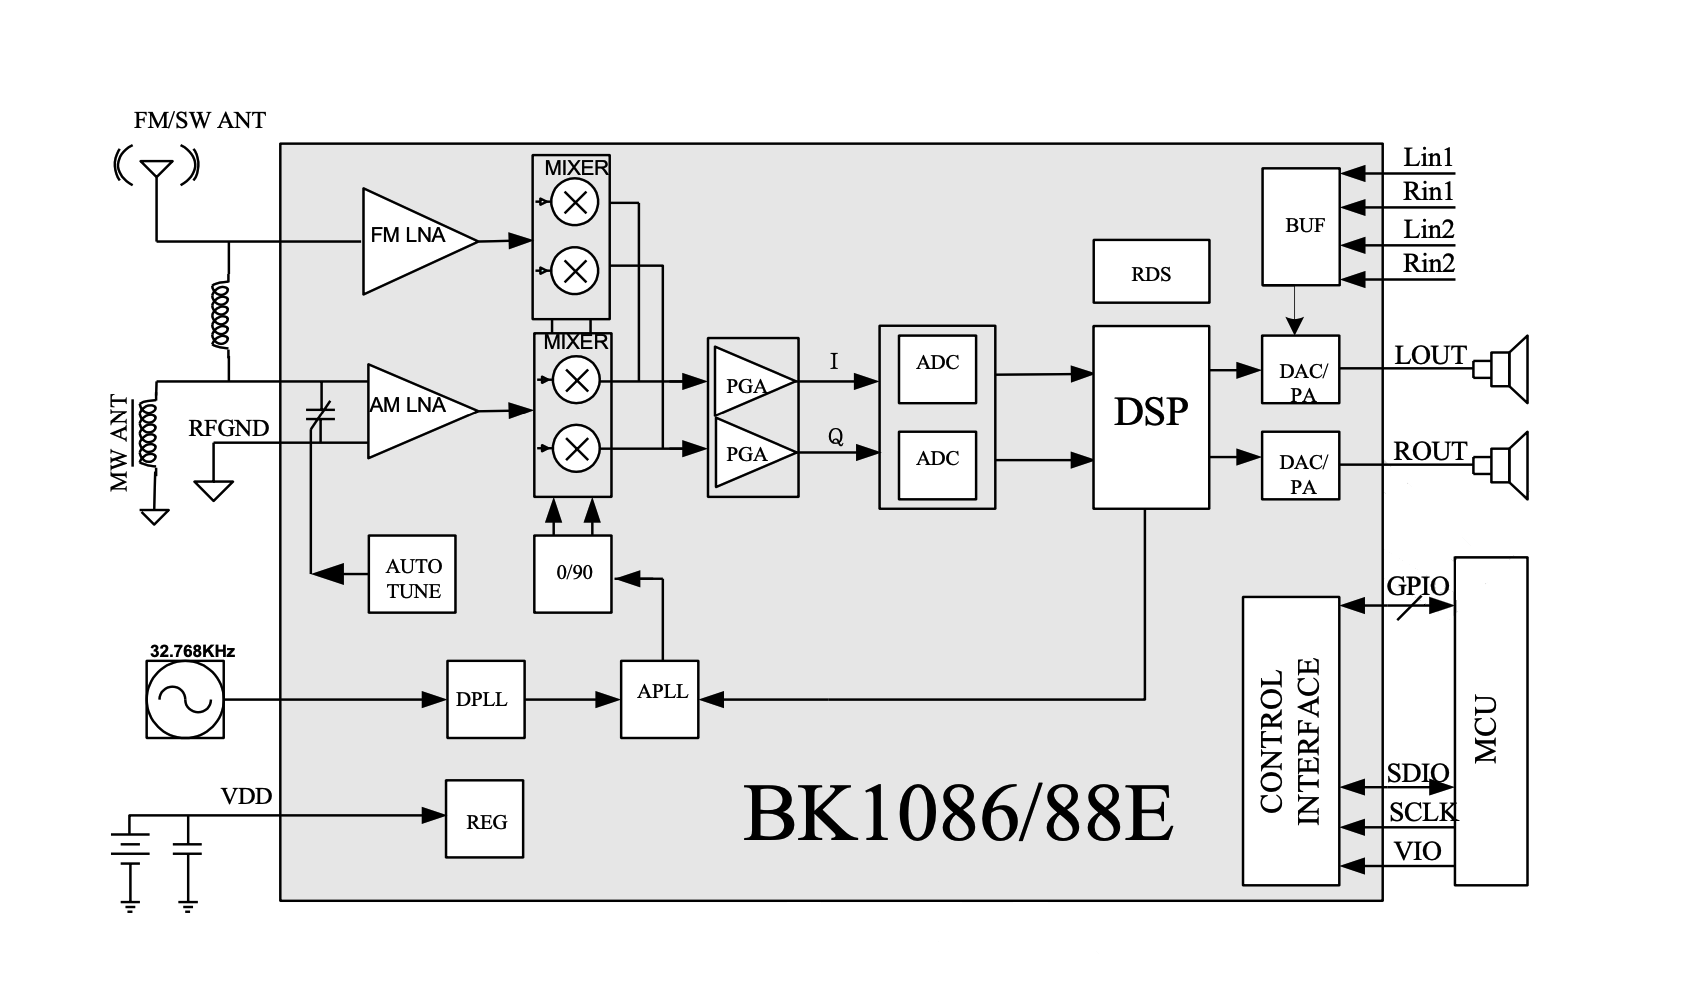 FM/SW ANT
MIXER
FM LNA
MIXER
AM LNA
MW ANT
RFGND
PGA
PGA
I
Q
ADC
ADC
RDS
DSP
BUF
Lin1
Rin1
Lin2
Rin2
DAC/
PA
LOUT
DAC/
PA
ROUT
AUTO
TUNE
0/90
32.768KHz
DPLL
APLL
VDD
REG
BK1086/88E
CONTROL
INTERFACE
GPIO
SDIO
SCLK
VIO
MCU